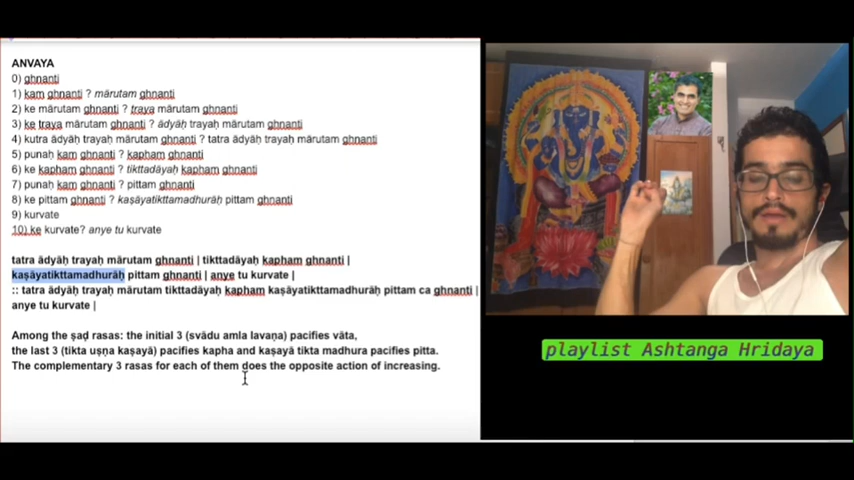 ANVAYA
0) ghnanti
1) kam ghnanti ? mārutam ghnanti
2) ke mārutam ghnanti ? traya mārutam ghnanti
3) ke traya mārutam ghnanti ? ādyāḥ trayaḥ mārutam ghnanti
4) kutra ādyāḥ trayaḥ mārutam ghnanti ? tatra ādyāḥ trayaḥ mārutam ghnanti
5) punaḥ kam ghnanti ? kapham ghnanti
6) ke kapham ghnanti ? tikttadāyaḥ kapham ghnanti
7) punaḥ kam ghnanti ? pittam ghnanti
8) ke pittam ghnanti ? kaṣāyatikttamadhurāḥ pittam ghnanti
9) kurvate
10) ke kurvate? anye tu kurvate
tatra ādyāḥ trayaḥ mārutam ghnanti | tikttadāyaḥ kapham ghnanti |
kaṣāyatikttamadhurāḥ pittam ghnanti | anye tu kurvate |
:: tatra ādyāḥ trayaḥ mārutam tikttadāyaḥ kapham kaṣāyatikttamadhurāḥ pittam ca ghnanti |
anye tu kurvate |
Among the ṣaḍ rasas: the initial 3 (svādu amla lavaṇa) pacifies vāta,
the last 3 (tikta uṣṇa kaṣayā) pacifies kapha and kaṣayā tikta madhura pacifies pitta.
The complementary 3 rasas for each of them does the opposite action of increasing.
playlist Ashtanga Hridaya